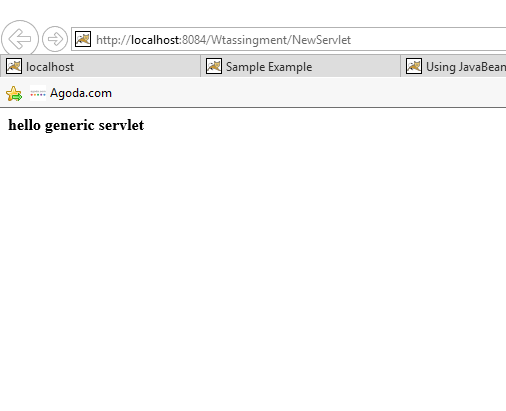 http://localhost:8084/Wtassingment/NewServlet
localhost
Sample Example
Using JavaBean
Agoda.com
hello generic servlet